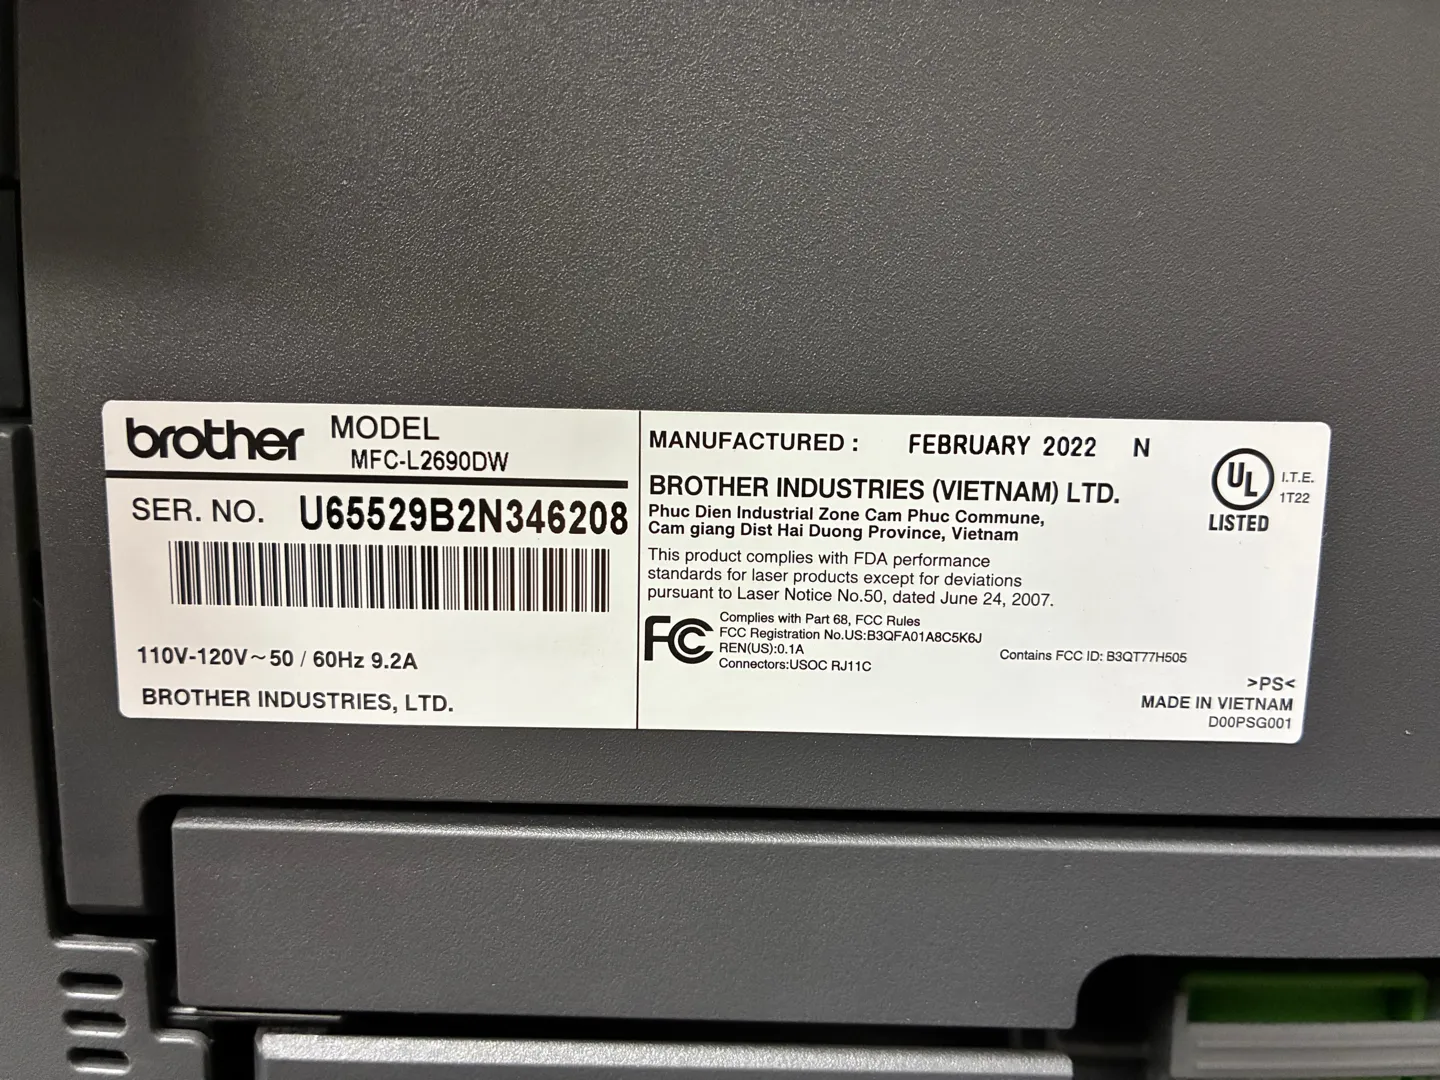 brother MODEL
MFC-L2690DW
SER. NO. U65529B2N346208
110V-120V~50 / 60Hz 9.2A
BROTHER INDUSTRIES, LTD.
MANUFACTURED : FEBRUARY 2022 N
BROTHER INDUSTRIES (VIETNAM) LTD.
Phuc Dien Industrial Zone Cam Phuc Commune,
Cam giang Dist Hai Duong Province, Vietnam
This product complies with FDA performance
standards for laser products except for deviations
pursuant to Laser Notice No.50, dated June 24, 2007.
FC
Complies with Part 68, FCC Rules
FCC Registration No.US:B3QFA01A8C5K6J
REN(US):0.1A
Connectors:USOC RJ11C
Contains FCC ID: B3QT77H505
UL
LISTED
I.T.E.
1T22
>PS<
MADE IN VIETNAM
D00PSG001